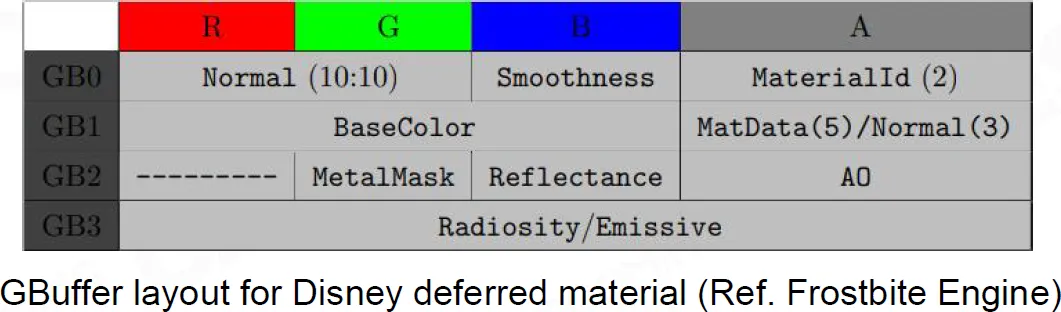 R G B A
GB0 Normal (10:10) Smoothness MaterialId (2)
GB1 BaseColor MatData(5)/Normal(3)
GB2 --------- MetalMask Reflectance AO
GB3 Radiosity/Emissive
GBuffer layout for Disney deferred material (Ref. Frostbite Engine)